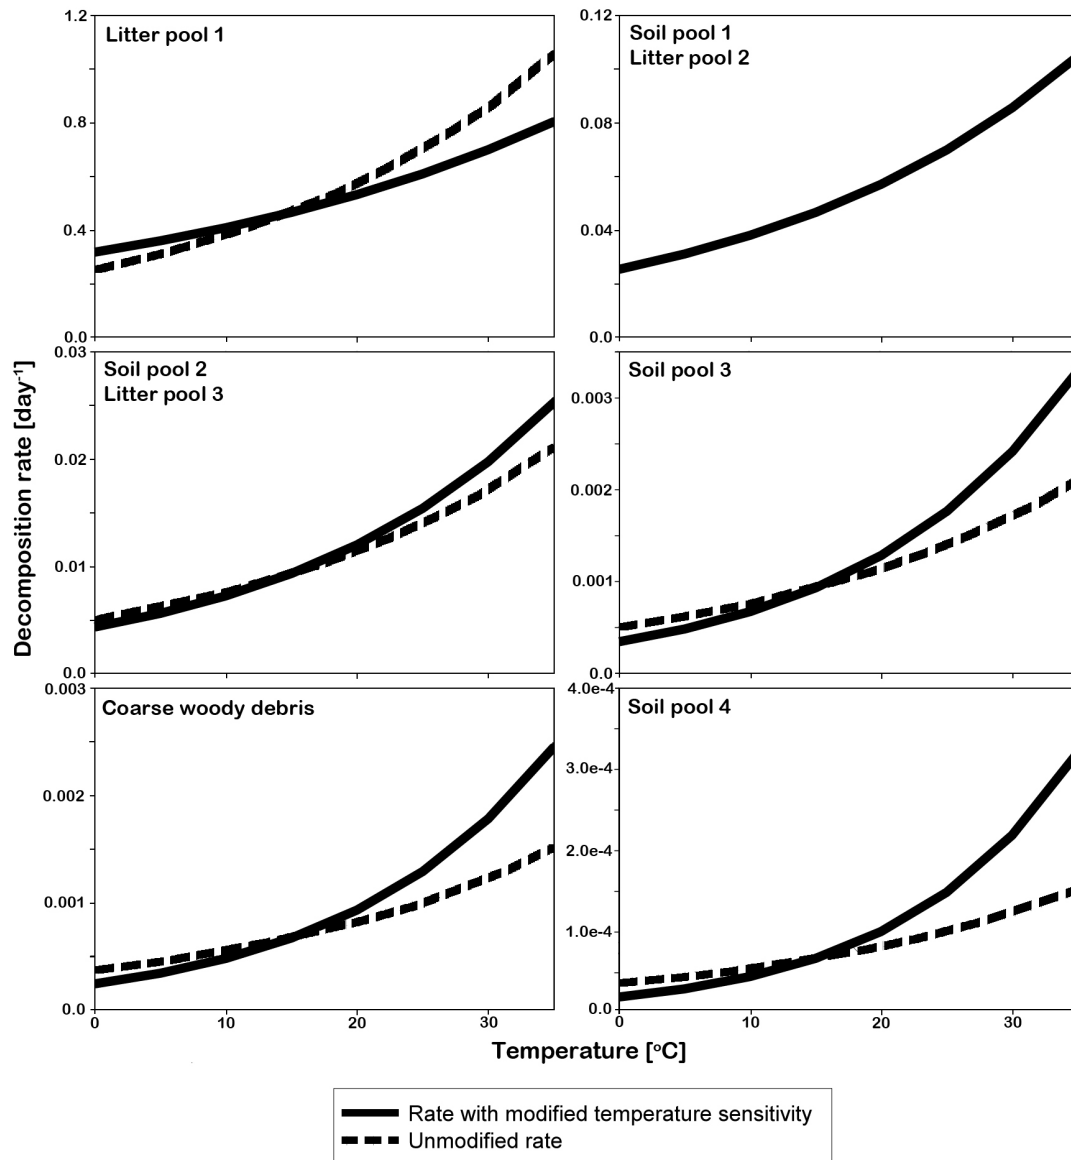 Litter pool 1
1.2
0.8
0.4
0.0
Soil pool 1
Litter pool 2
0.12
0.08
0.04
0.0
Soil pool 2
Litter pool 3
0.03
0.02
0.01
0.0
Soil pool 3
0.003
0.002
0.001
0.0
Coarse woody debris
0.003
0.002
0.001
0.0
0
10
20
30
Soil pool 4
4.0e-4
3.0e-4
2.0e-4
1.0e-4
0.0
0
10
20
30
Decomposition rate [day⁻¹]
Temperature [°C]
Rate with modified temperature sensitivity
Unmodified rate